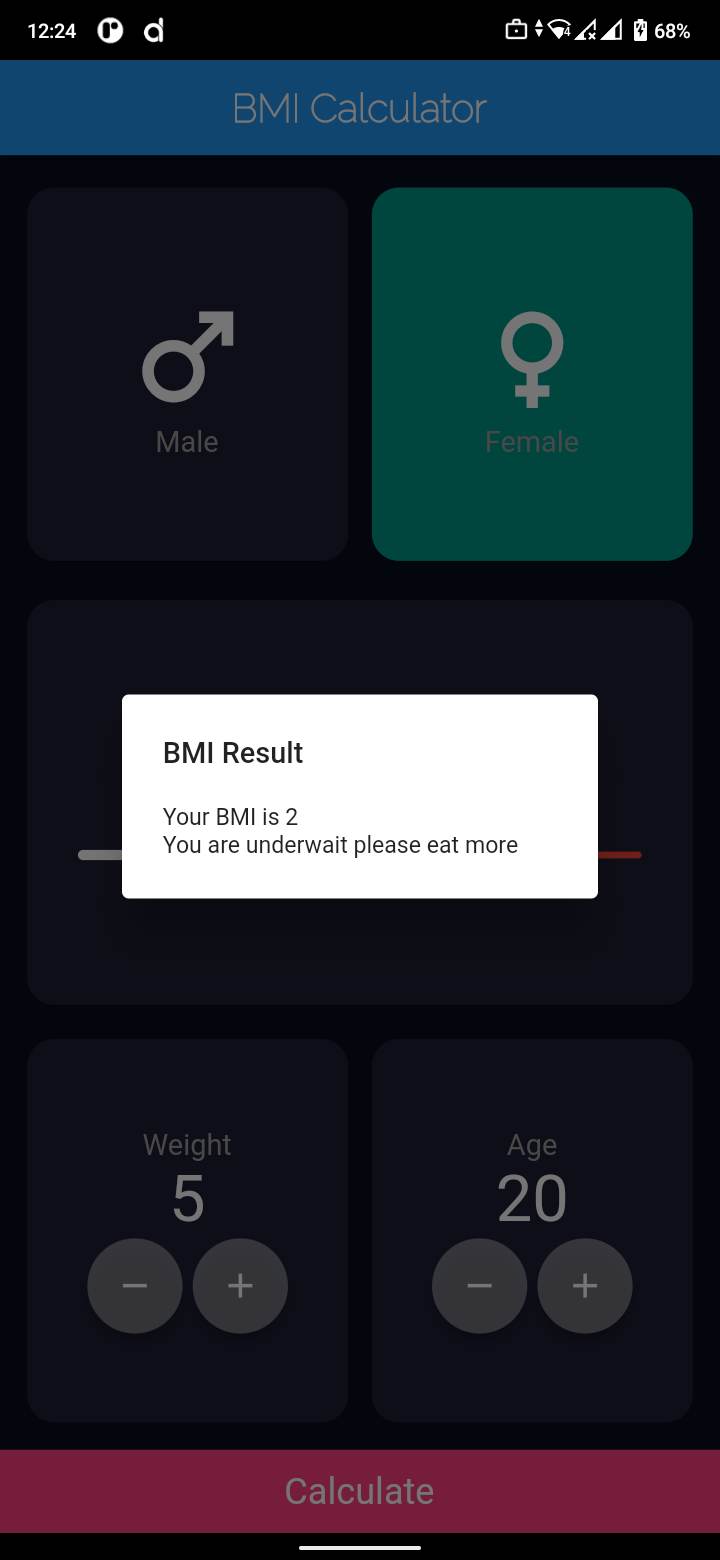 12:24
68%
BMI Calculator
Male
Female
BMI Result
Your BMI is 2
You are underwait please eat more
Weight
Age
5
20
Calculate